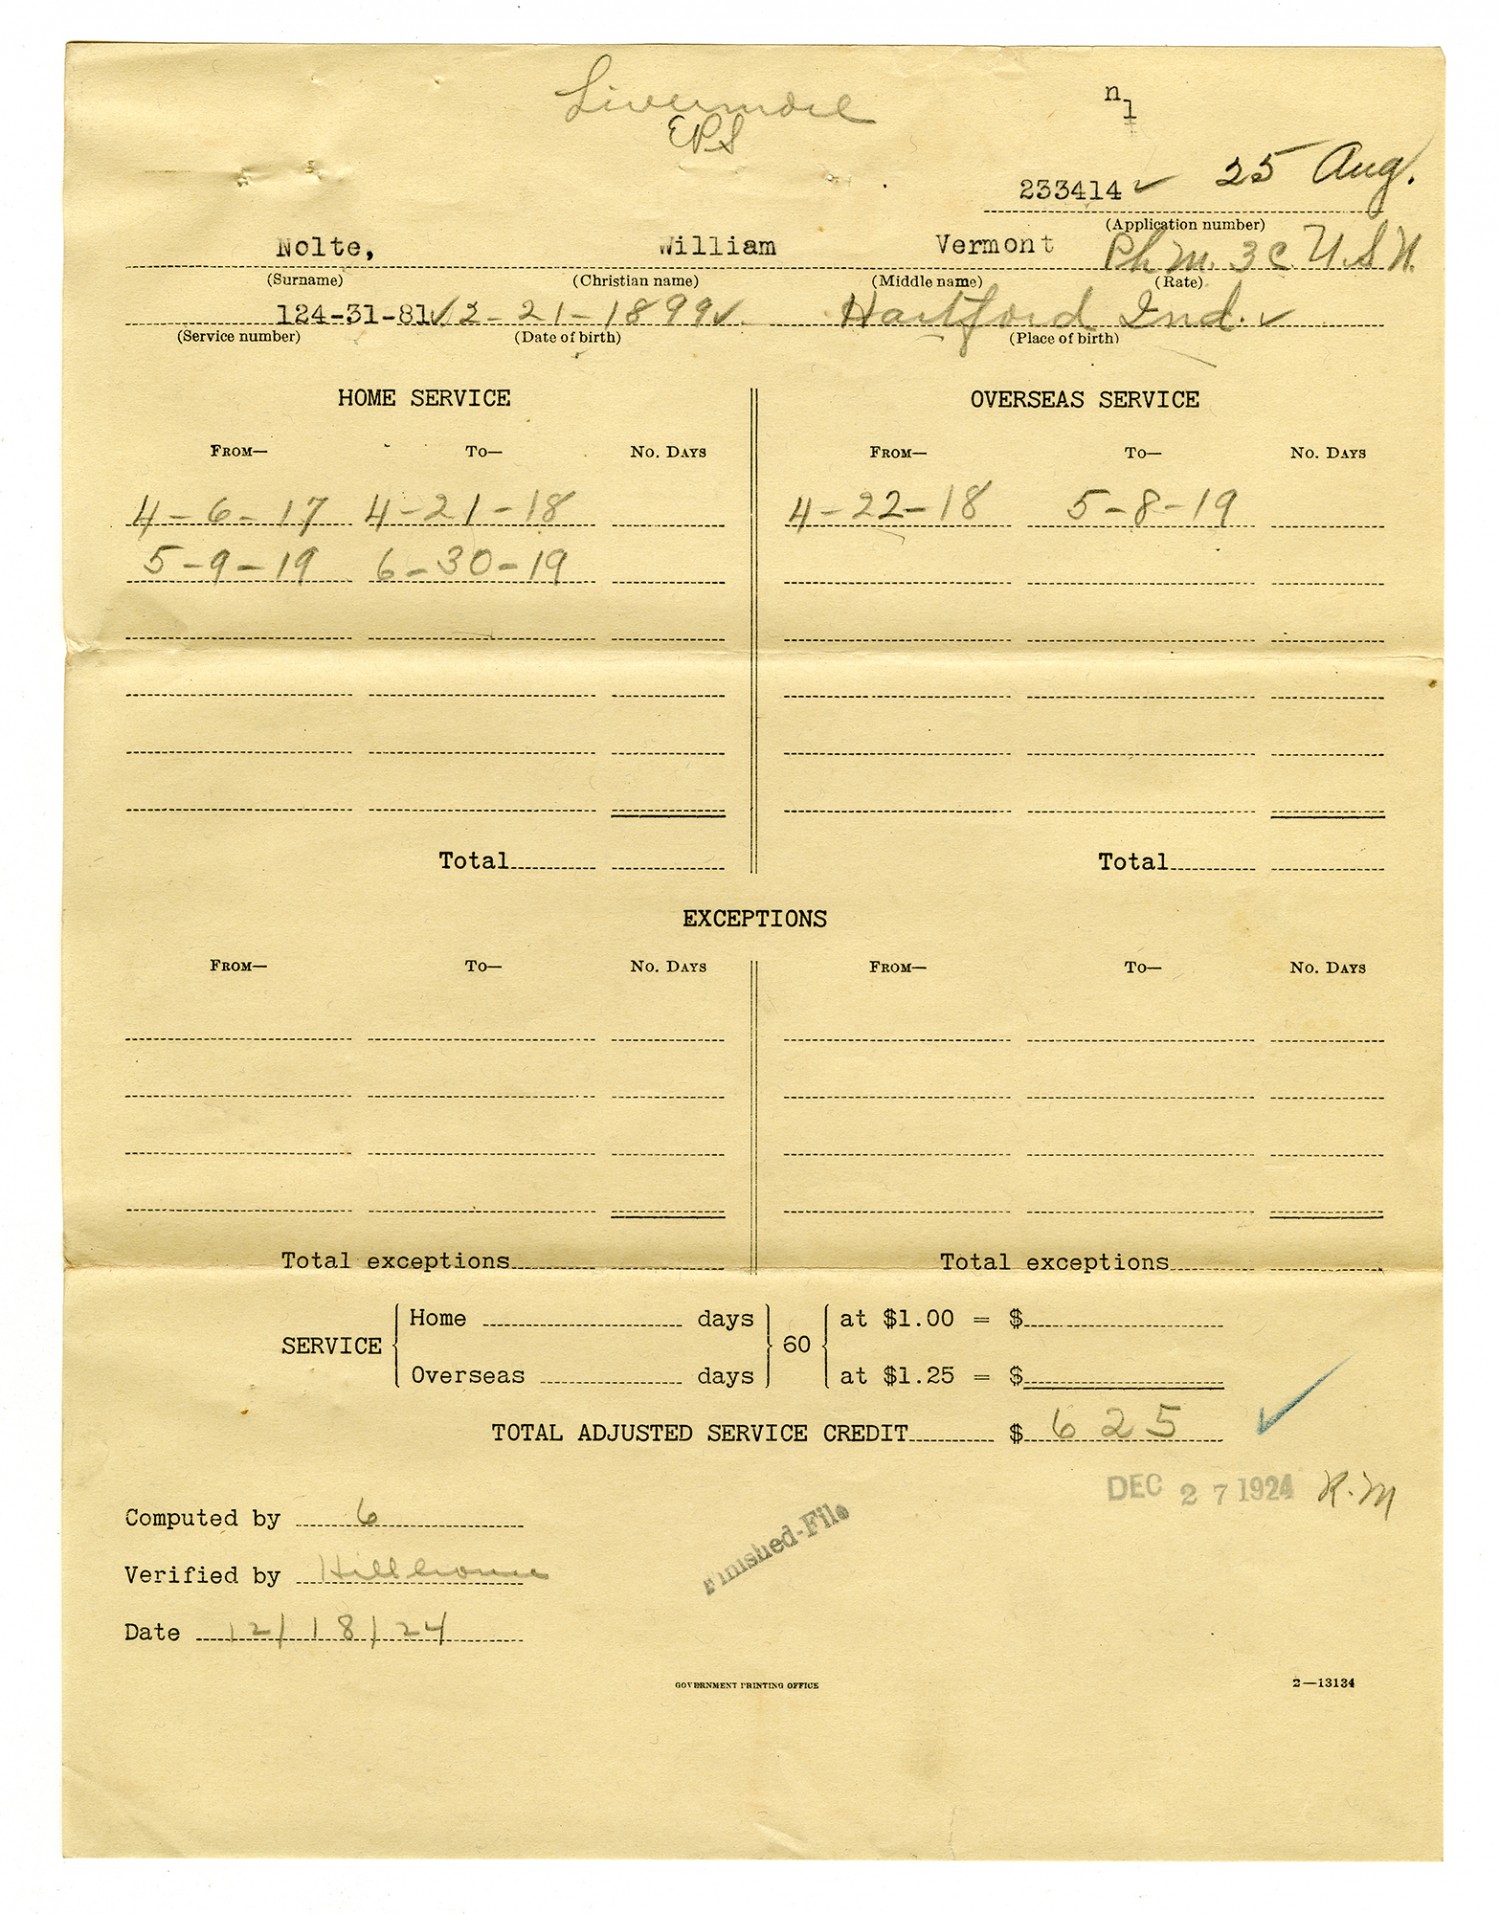 Livermore
EPS
n
1
233414 ✓ 25 Aug.
(Application number)
Nolte, William Vermont Ph M. 3c. U.S.N.
(Surname) (Christian name) (Middle name) (Rate)
124-31-81 ✓ 2-21-1899 ✓ Hartford Ind. ✓
(Service number) (Date of birth) (Place of birth)
HOME SERVICE OVERSEAS SERVICE
FROM— TO— NO. DAYS FROM— TO— NO. DAYS
4-6-17 4-21-18 4-22-18 5-8-19
5-9-19 6-30-19
Total Total
EXCEPTIONS
FROM— TO— NO. DAYS FROM— TO— NO. DAYS
Total exceptions Total exceptions
Home days at $1.00 = $
SERVICE 60
Overseas days at $1.25 = $
TOTAL ADJUSTED SERVICE CREDIT $ 625 ✓
DEC 27 1924 R.M
Computed by 6
Finished-File
Verified by
Date 12/18/24
GOVERNMENT PRINTING OFFICE 2—13134